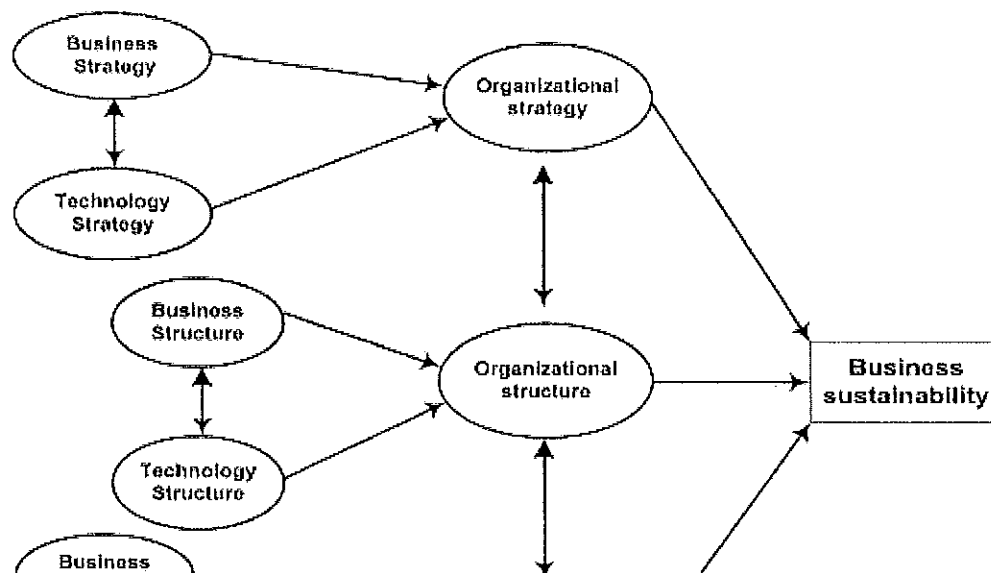 Business
Strategy
Organizational
strategy
Technology
Strategy
Business
Structure
Organizational
structure
Business
sustainability
Technology
Structure
Business